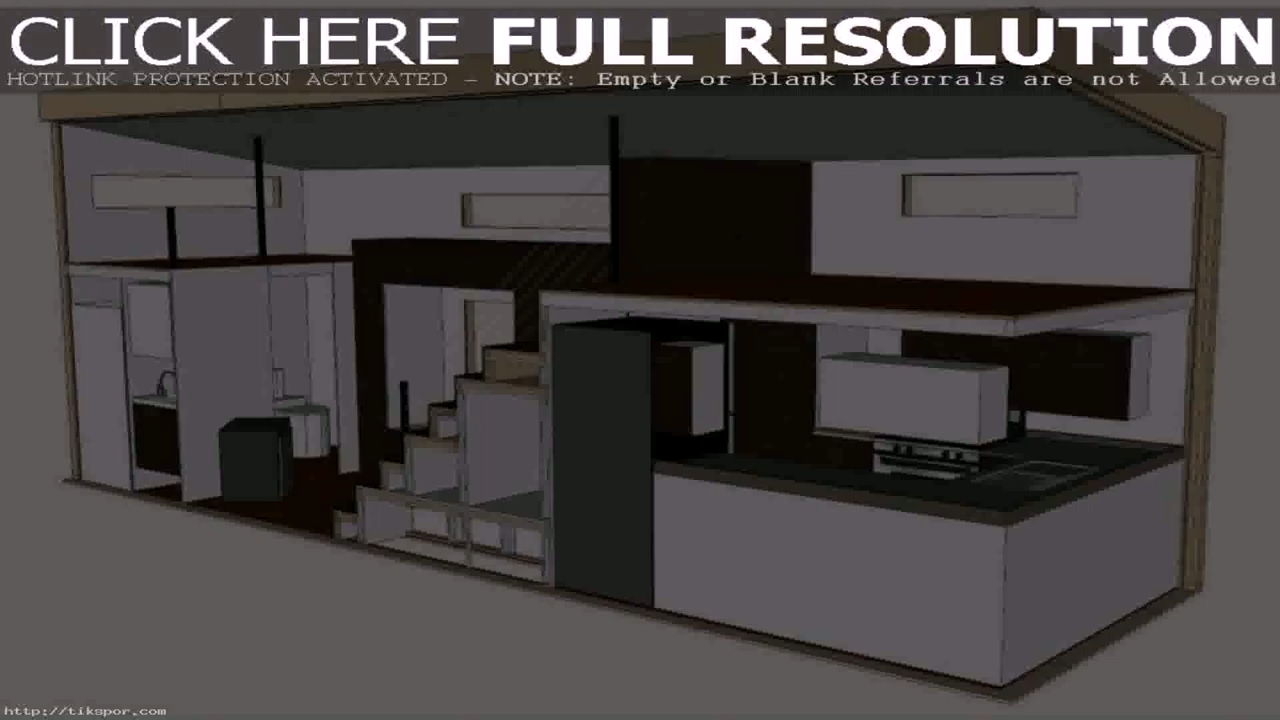 CLICK HERE FULL RESOLUTION
HOTLINK PROTECTION ACTIVATED – NOTE: Empty or Blank Referrals are not Allowed
http://tikspor.com